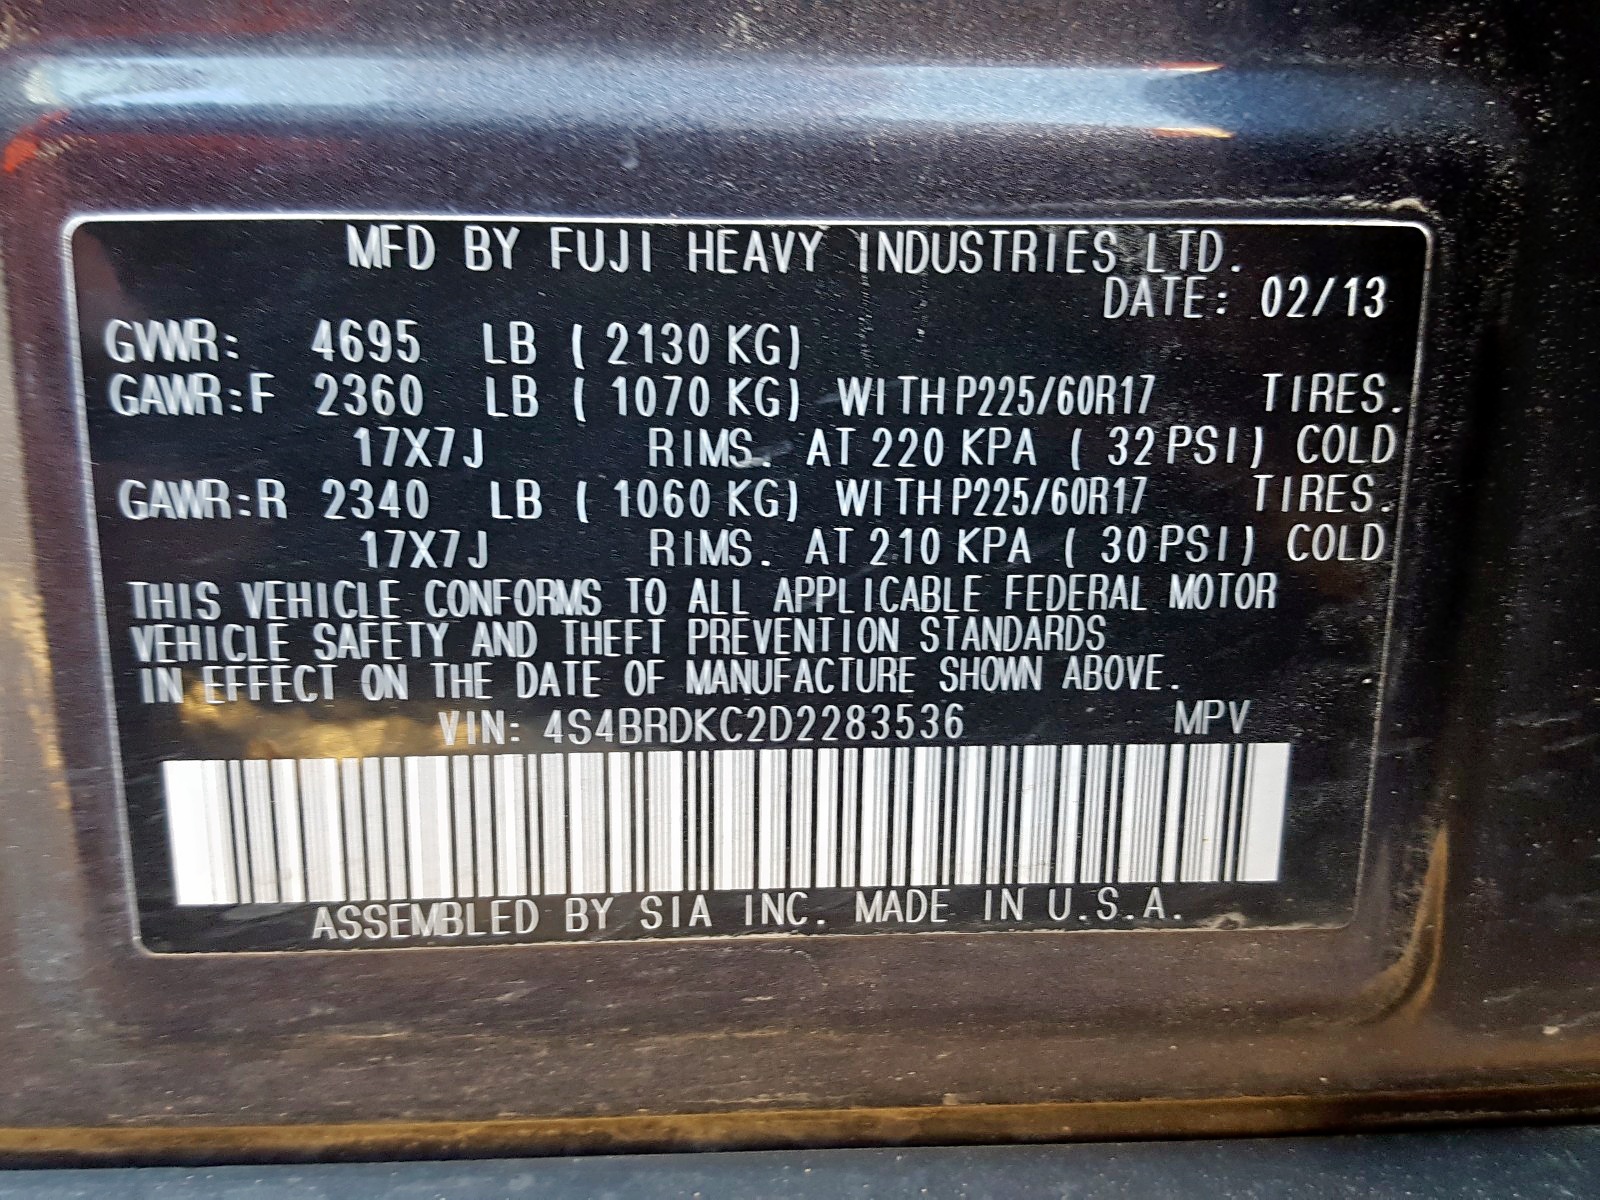 MFD BY FUJI HEAVY INDUSTRIES LTD.
DATE: 02/13
GVWR: 4695 LB ( 2130 KG)
GAWR:F 2360 LB ( 1070 KG) WITH P225/60R17 TIRES.
17X7J RIMS. AT 220 KPA ( 32 PSI) COLD
GAWR:R 2340 LB ( 1060 KG) WITH P225/60R17 TIRES.
17X7J RIMS. AT 210 KPA ( 30 PSI) COLD
THIS VEHICLE CONFORMS TO ALL APPLICABLE FEDERAL MOTOR
VEHICLE SAFETY AND THEFT PREVENTION STANDARDS
IN EFFECT ON THE DATE OF MANUFACTURE SHOWN ABOVE.
VIN: 4S4BRDKC2D2283536 MPV
ASSEMBLED BY SIA INC. MADE IN U.S.A.